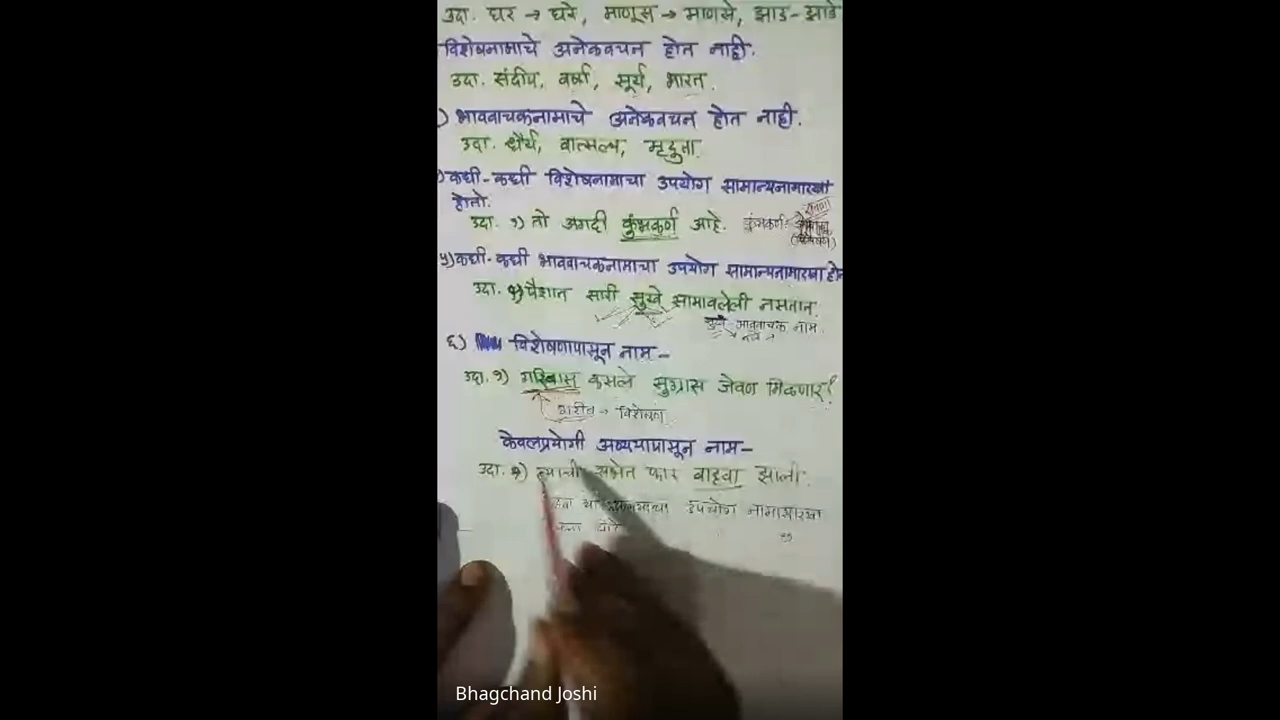 उदा. घर → घरे, माणूस → माणसे, झाड - झाडे
विशेषनामाचे अनेकवचन होत नाही.
उदा. संदीप, वर्षा, सूर्य, भारत.
) भाववाचकनामाचे अनेकवचन होत नाही.
उदा. शौर्य, वात्सल्य, मृदुता.
)कधी-कधी विशेषनामाचा उपयोग सामान्यनामारखा
होतो.
उदा. १) तो अगदी कुंभकर्ण आहे. कुंभकर्ण
५)कधी-कधी भाववाचकनामाचा उपयोग सामान्यनामारखा होत
उदा. १) पैशात सारी सुखे सामावलेली नसतात.
सुख भाववाचक नाम
६) विशेषणापासून नाम-
उदा. १) गरिबास कसले सुग्रास जेवण मिळणार?
गरीब → विशेषण
केवलप्रयोगी अव्ययापासून नाम-
उदा. १) त्याची सभेत फार वाहवा झाली.
उपयोग नामासारखा
Bhagchand Joshi